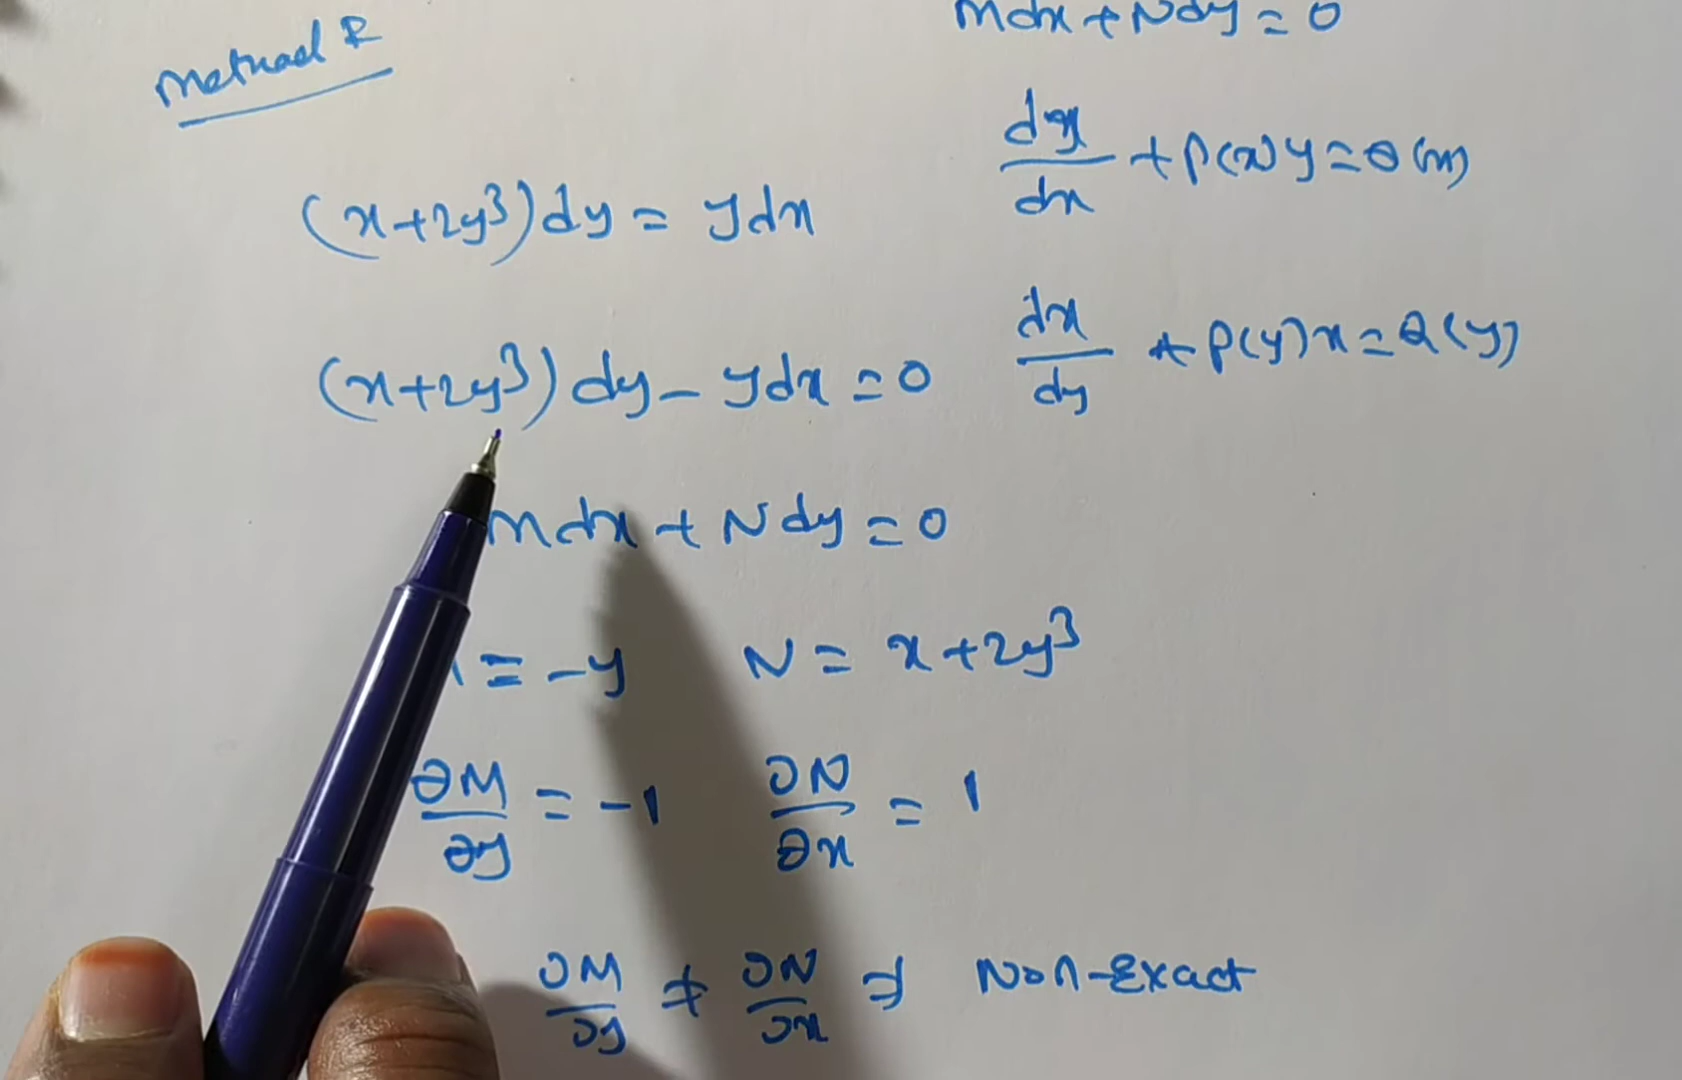 Mdx + Ndy = 0
Method 2
dy/dx + P(x)y = Q(x)
(x+2y³)dy = ydx
dx/dy + P(y)x = Q(y)
(x+2y³)dy - ydx = 0
Mdx + Ndy = 0
= -y N = x+2y³
∂M/∂y = -1 ∂N/∂x = 1
∂M/∂y ≠ ∂N/∂x ⇒ Non-Exact